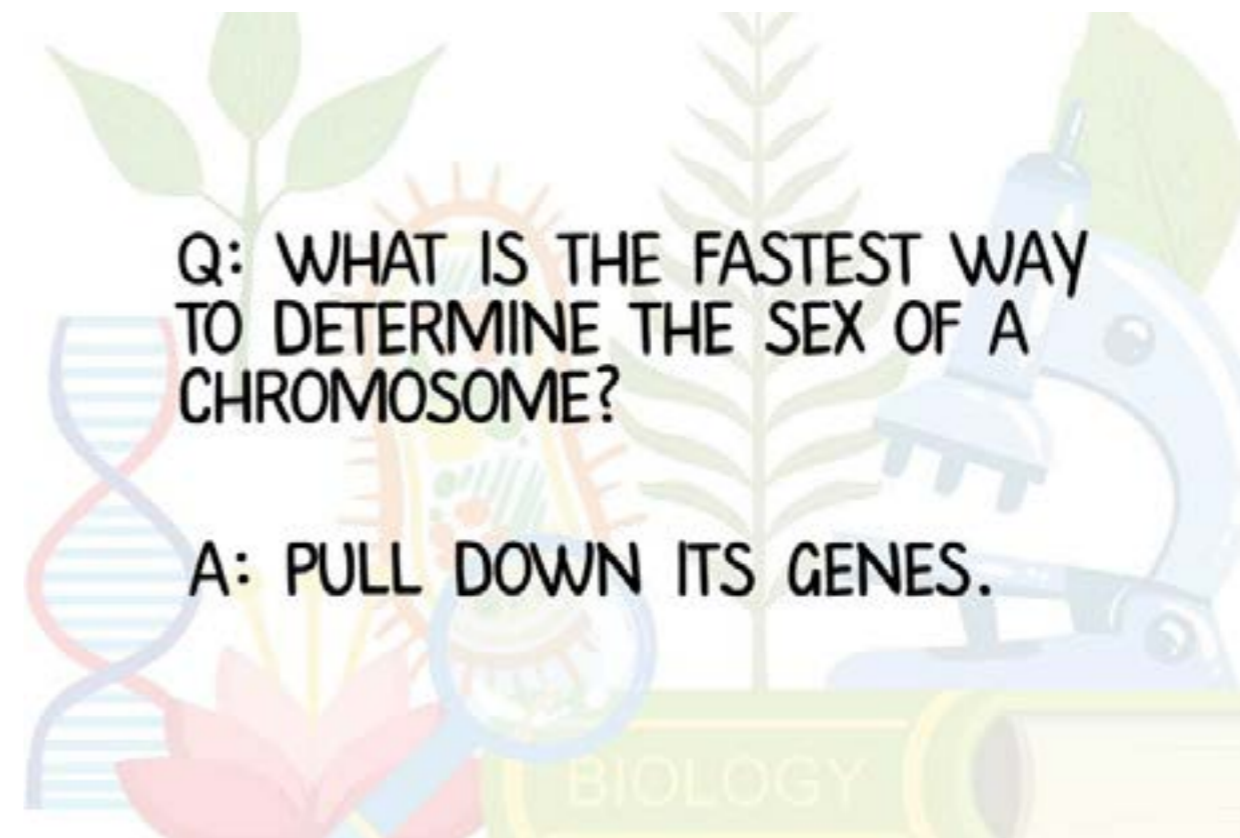 Q: WHAT IS THE FASTEST WAY
TO DETERMINE THE SEX OF A
CHROMOSOME?
A: PULL DOWN ITS GENES.
BIOLOGY